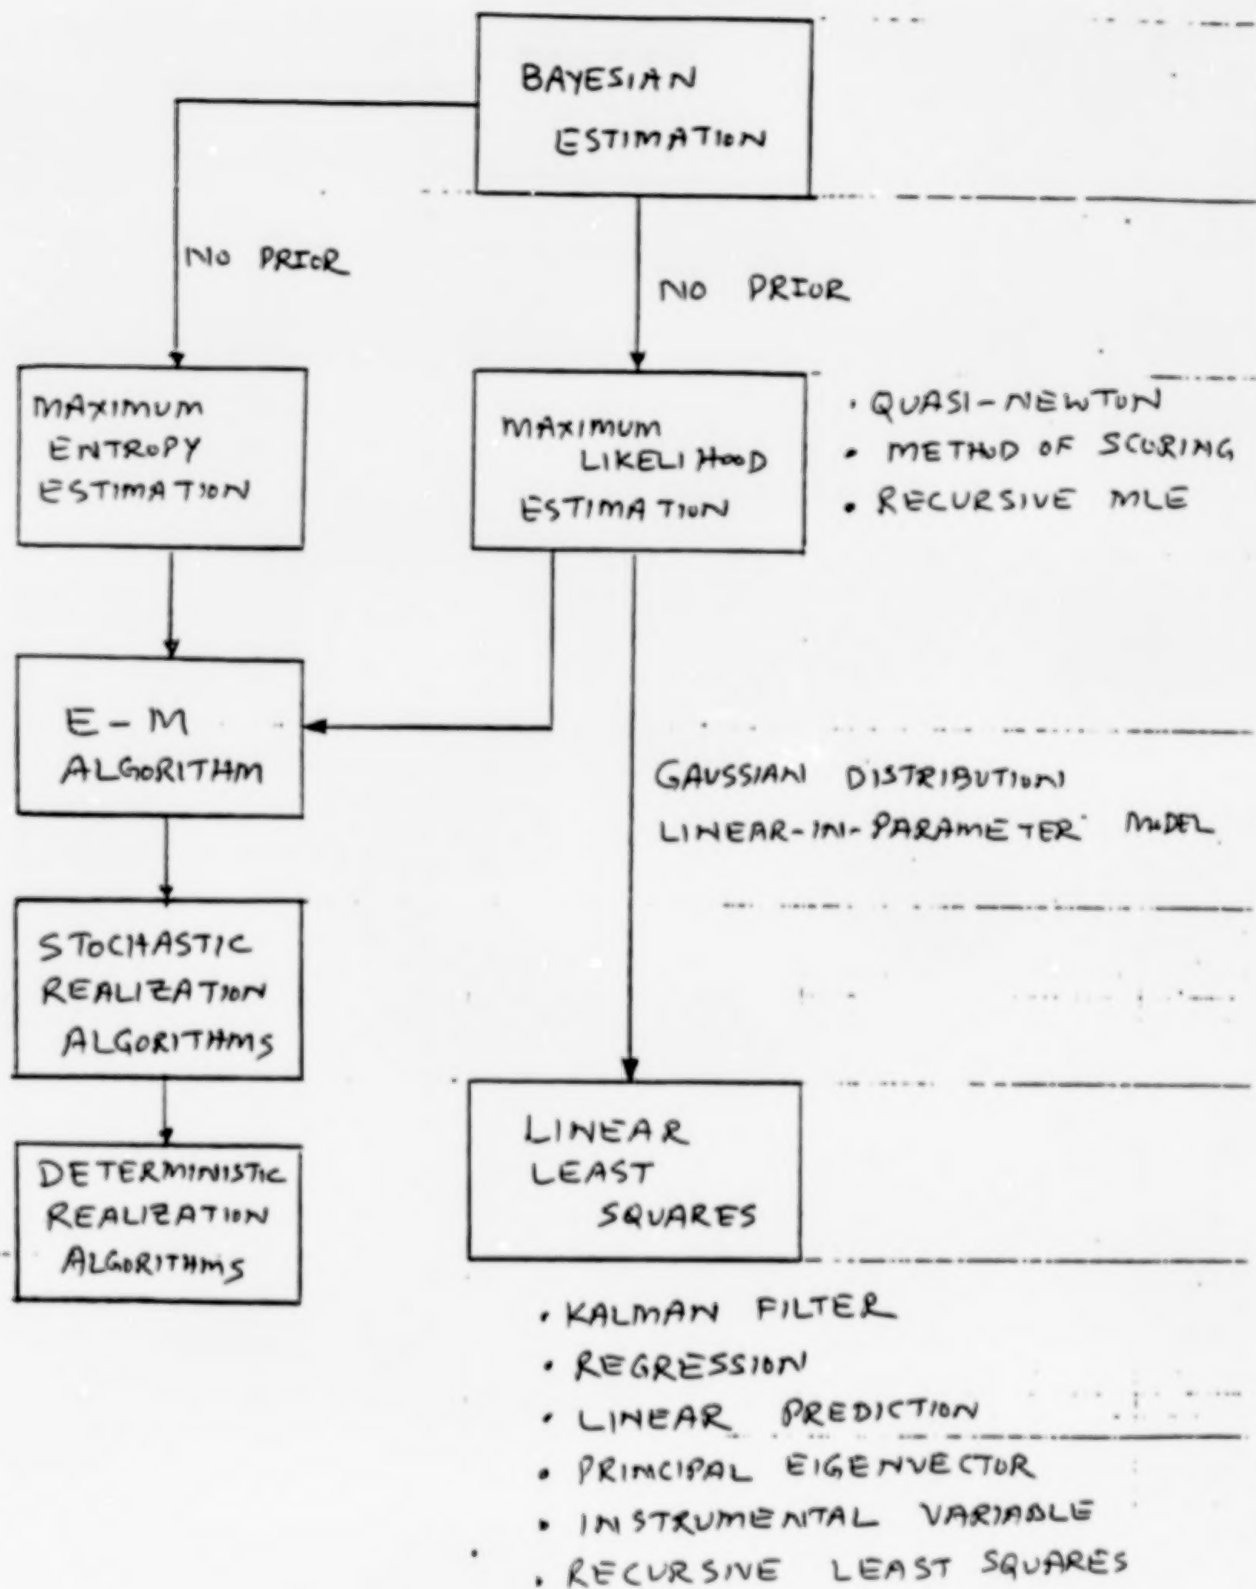 BAYESIAN
ESTIMATION
NO PRIOR
NO PRIOR
MAXIMUM
ENTROPY
ESTIMATION
MAXIMUM
LIKELIHOOD
ESTIMATION
• QUASI-NEWTON
• METHOD OF SCORING
• RECURSIVE MLE
E-M
ALGORITHM
GAUSSIAN DISTRIBUTION
LINEAR-IN-PARAMETER MODEL
STOCHASTIC
REALIZATION
ALGORITHMS
DETERMINISTIC
REALIZATION
ALGORITHMS
LINEAR
LEAST
SQUARES
• KALMAN FILTER
• REGRESSION
• LINEAR PREDICTION
• PRINCIPAL EIGENVECTOR
• INSTRUMENTAL VARIABLE
• RECURSIVE LEAST SQUARES